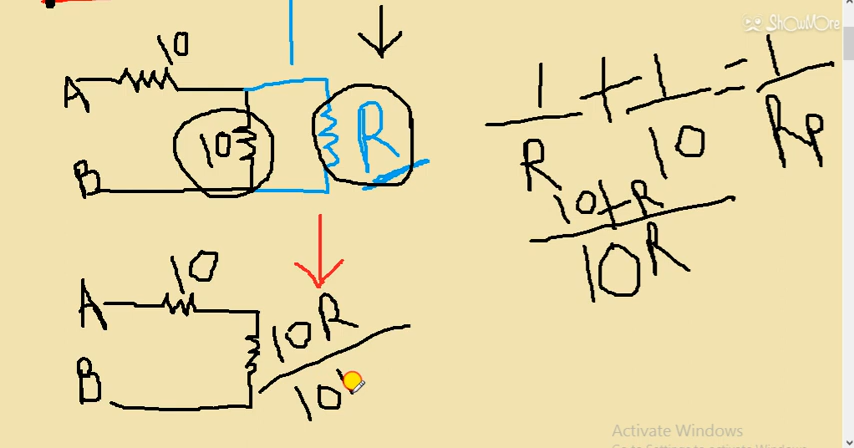 ShowMore
10
A
10
R
B
1/R + 1/10 = 1/Rp
10+R/10R
10
A
10R/10
B
Activate Windows